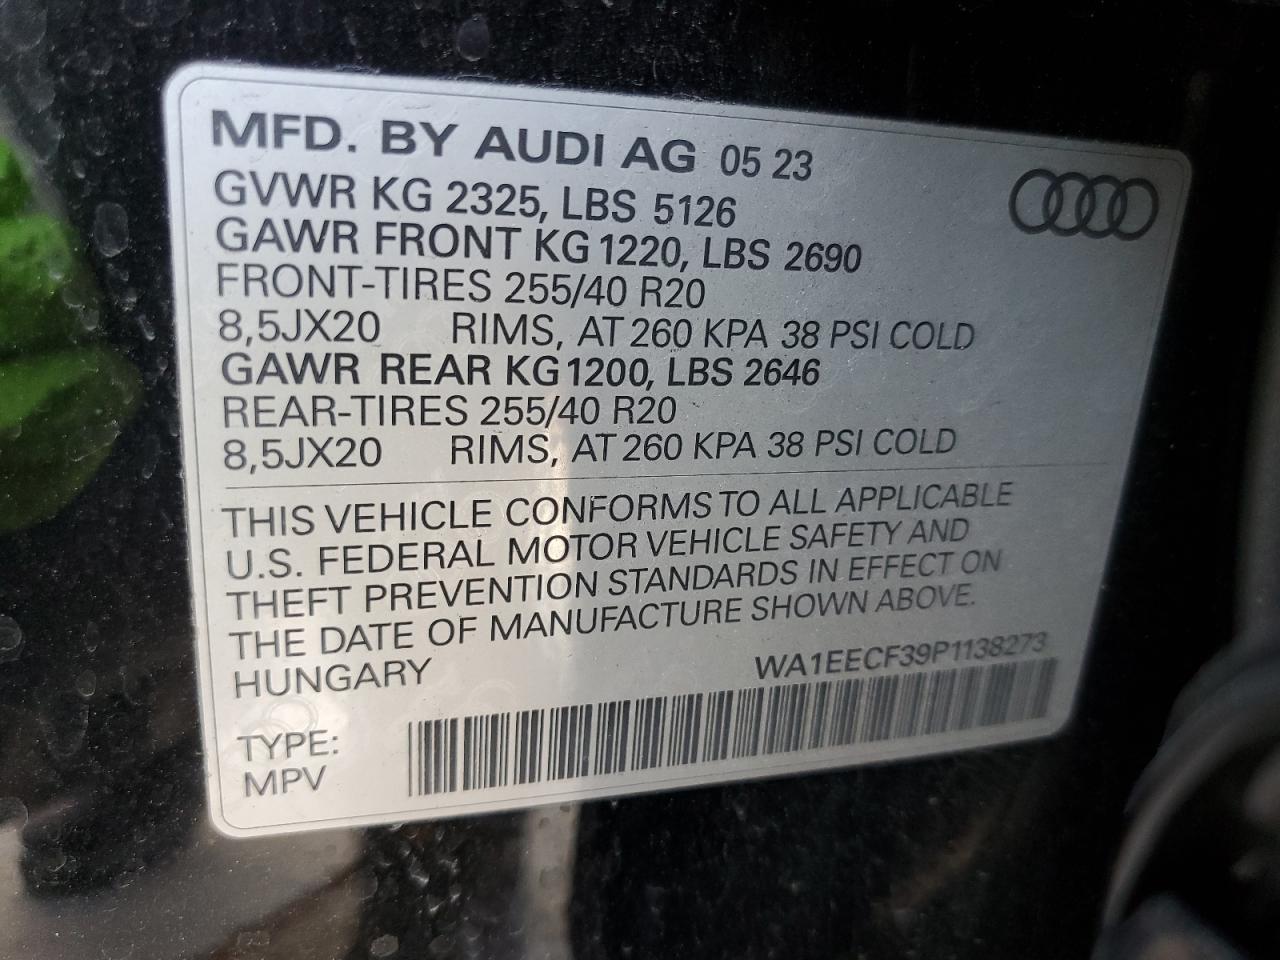 MFD. BY AUDI AG 05 23
GVWR KG 2325, LBS 5126
GAWR FRONT KG 1220, LBS 2690
FRONT-TIRES 255/40 R20
8,5JX20 RIMS, AT 260 KPA 38 PSI COLD
GAWR REAR KG 1200, LBS 2646
REAR-TIRES 255/40 R20
8,5JX20 RIMS, AT 260 KPA 38 PSI COLD
THIS VEHICLE CONFORMS TO ALL APPLICABLE
U.S. FEDERAL MOTOR VEHICLE SAFETY AND
THEFT PREVENTION STANDARDS IN EFFECT ON
THE DATE OF MANUFACTURE SHOWN ABOVE.
HUNGARY WA1EECF39P1138273
TYPE:
MPV